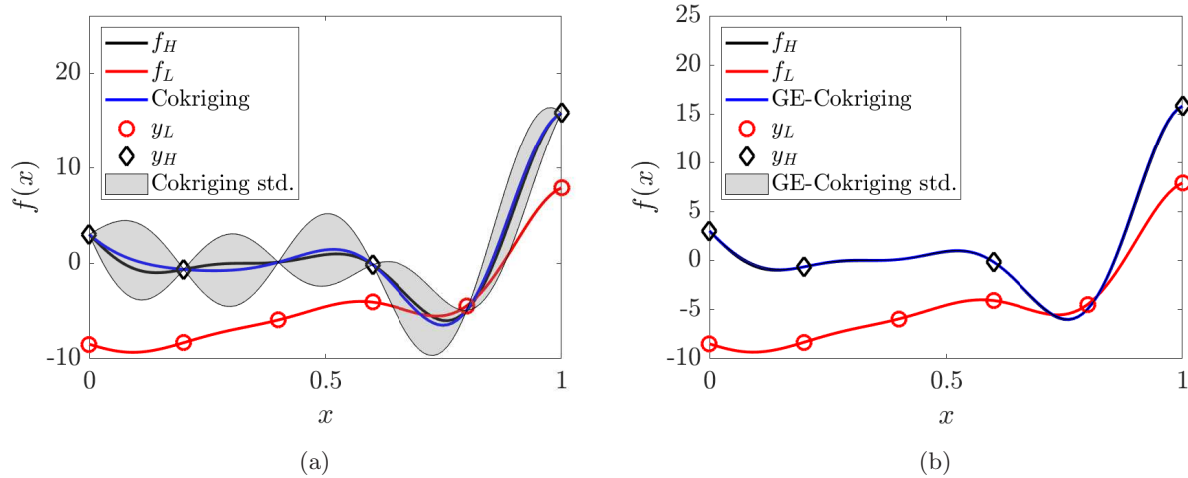 20
10
0
-10
0
0.5
1
f(x)
x
f_H
f_L
Cokriging
y_L
y_H
Cokriging std.
(a)
25
20
15
10
5
0
-5
-10
0
0.5
1
f(x)
x
f_H
f_L
GE-Cokriging
y_L
y_H
GE-Cokriging std.
(b)